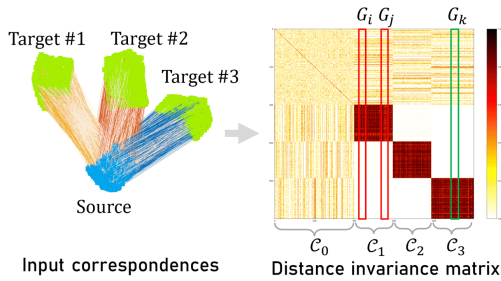 Target #1
Target #2
Target #3
Source
Input correspondences
G_i G_j G_k
C_0 C_1 C_2 C_3
Distance invariance matrix